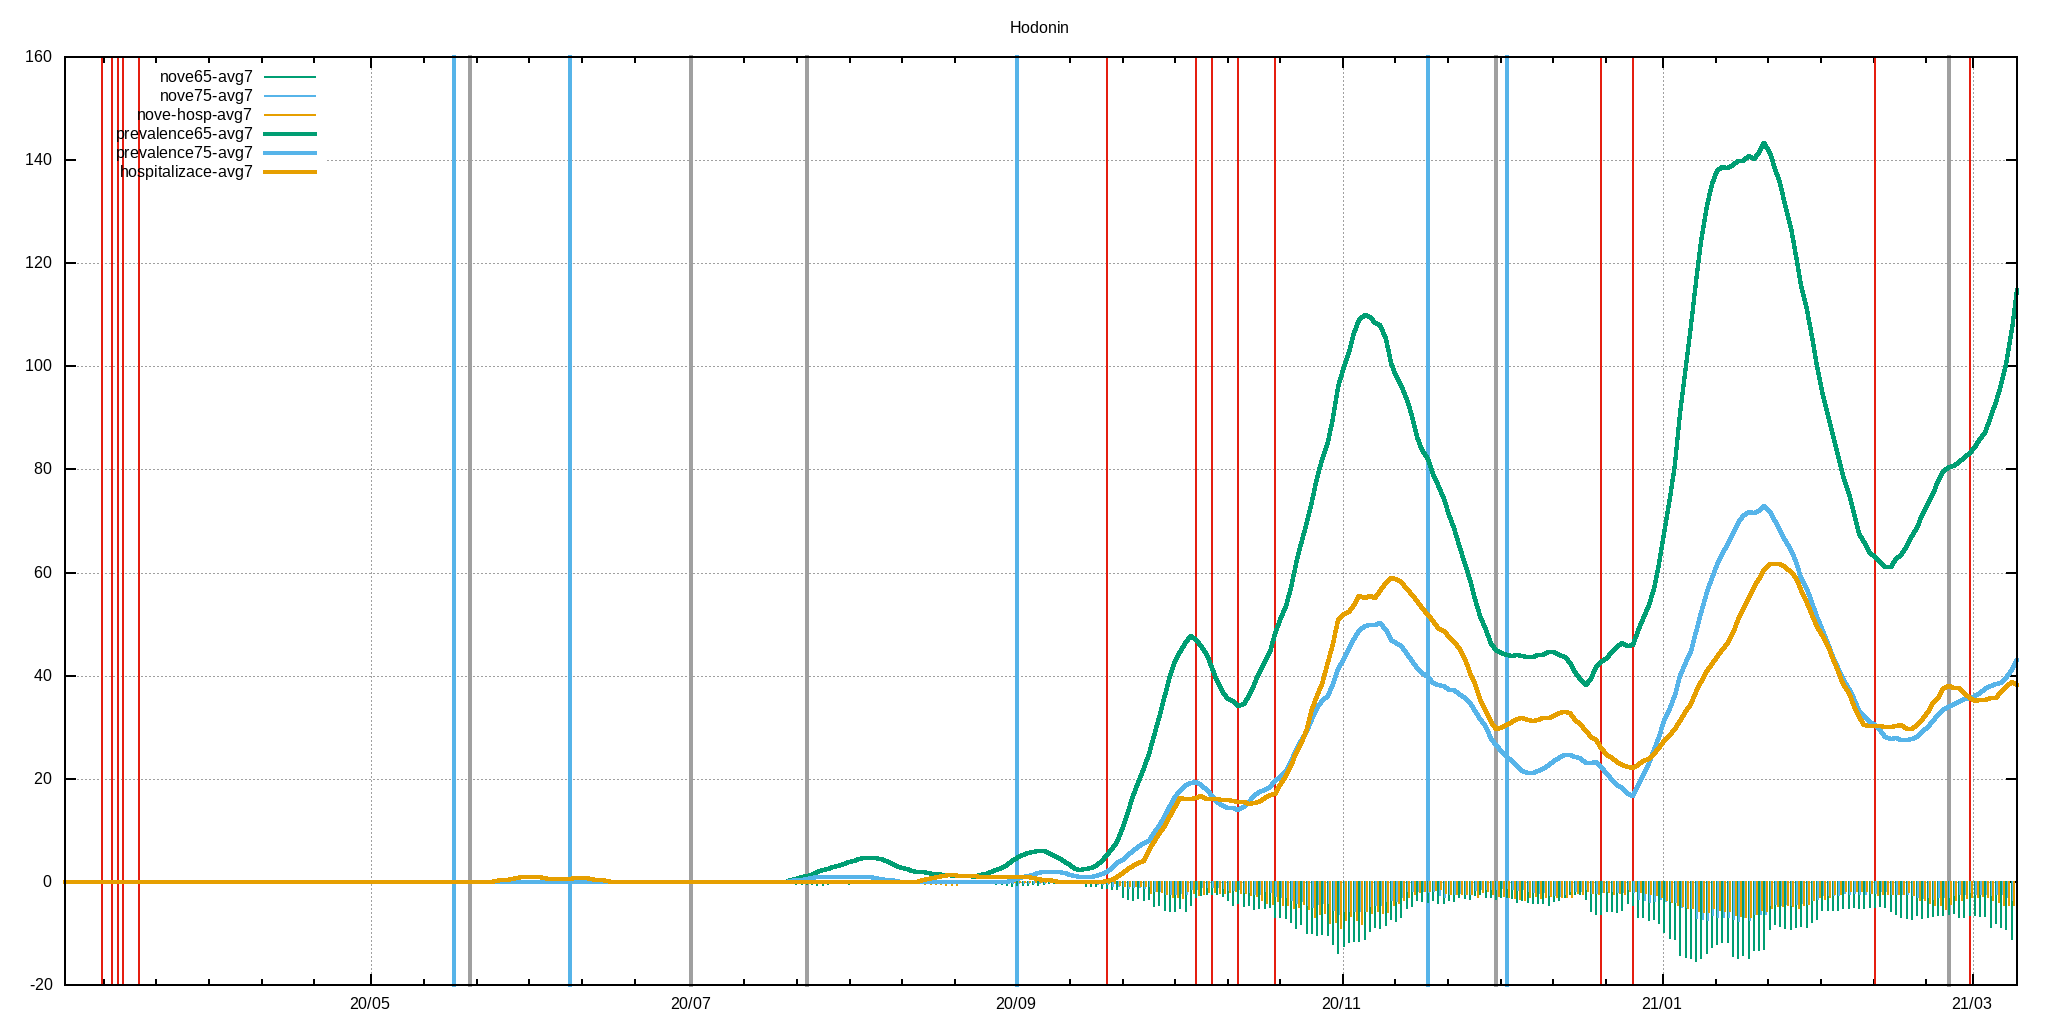 Hodonin
160
nove65-avg7
nove75-avg7
nove-hosp-avg7
prevalence65-avg7
prevalence75-avg7
hospitalizace-avg7
140
120
100
80
60
40
20
0
-20
20/05 20/07 20/09 20/11 21/01 21/03